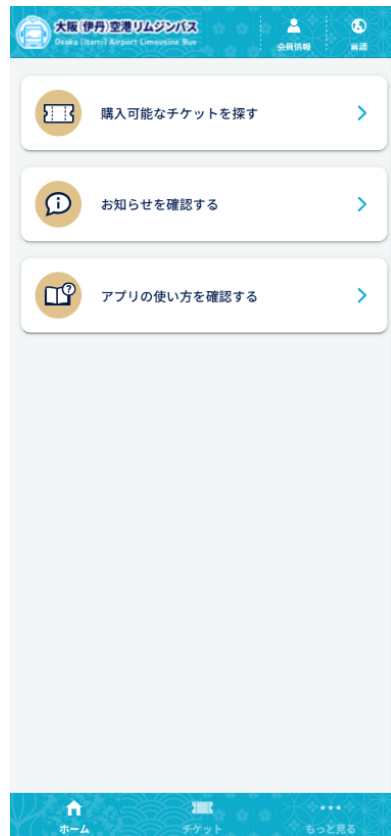 大阪(伊丹)空港リムジンバス
Osaka (Itami) Airport Limousine Bus
会員情報
言語
購入可能なチケットを探す
お知らせを確認する
アプリの使い方を確認する
ホーム
チケット
もっと見る